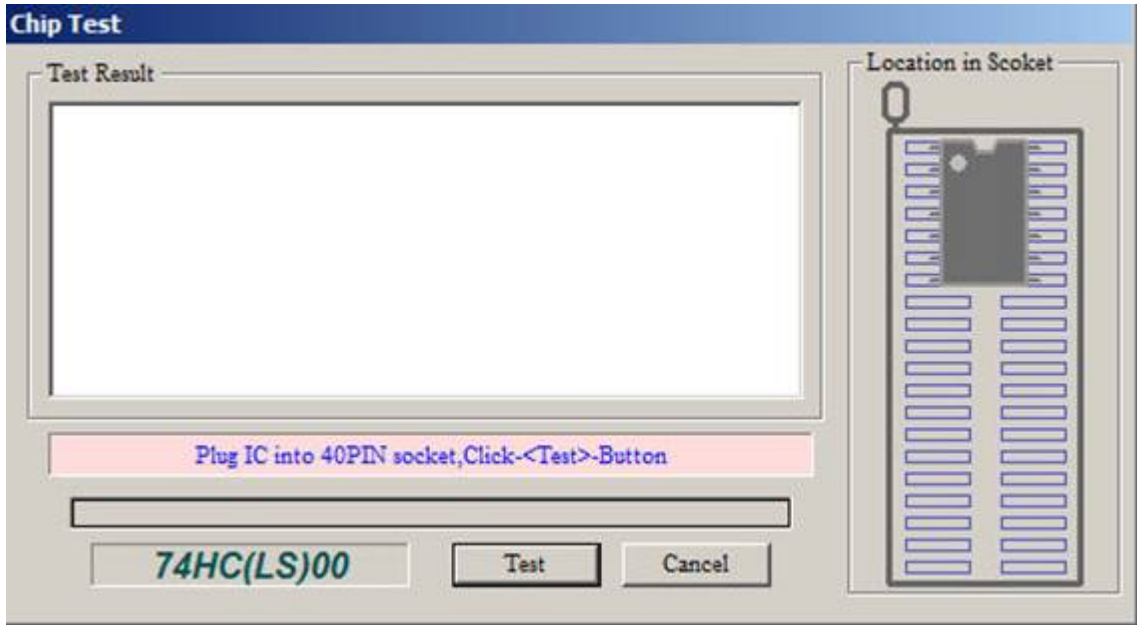 Chip Test
Test Result
Location in Scoket
Plug IC into 40PIN socket,Click-<Test>-Button
74HC(LS)00
Test
Cancel